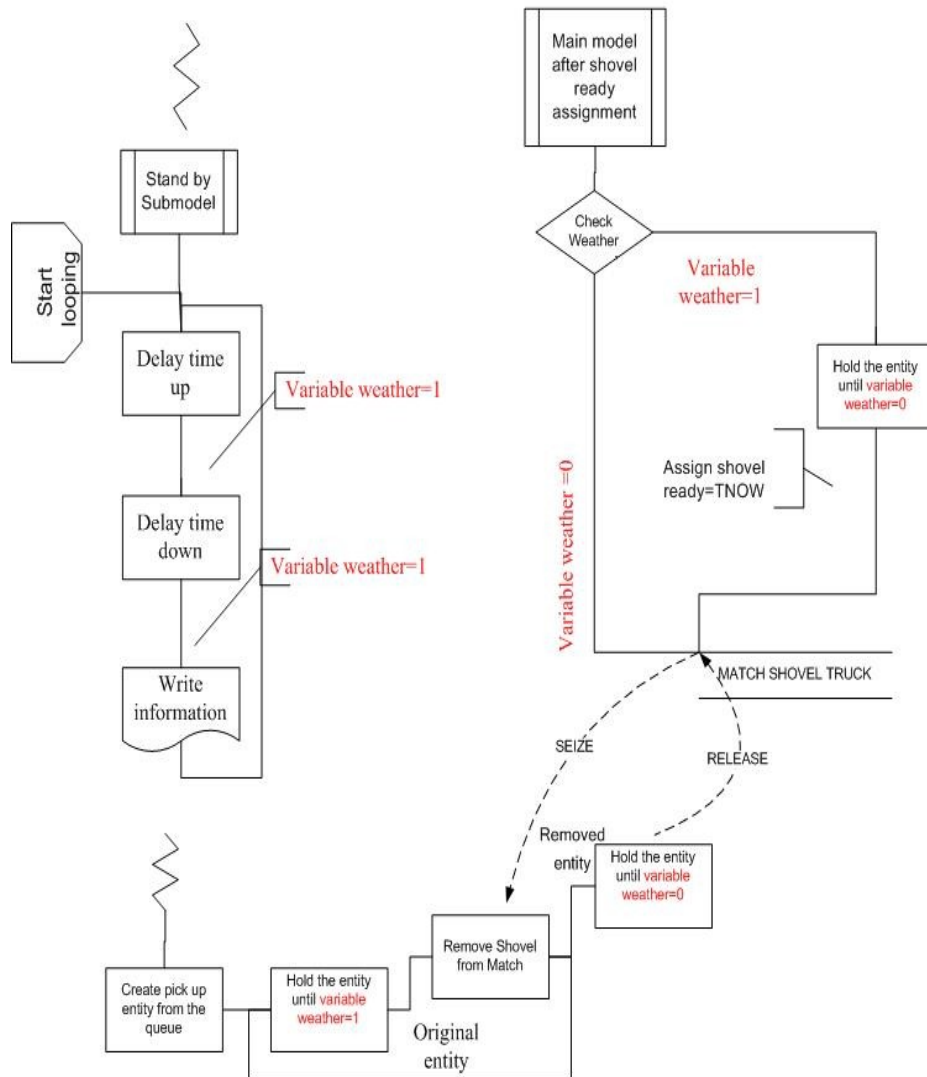 Stand by
Submodel
Start
looping
Delay time
up
Variable weather=1
Delay time
down
Variable weather=1
Write
information
Main model
after shovel
ready
assignment
Check
Weather
Variable
weather=1
Hold the entity
until variable
weather=0
Assign shovel
ready=TNOW
Variable weather =0
MATCH SHOVEL TRUCK
SEIZE
RELEASE
Removed
entity
Hold the entity
until variable
weather=0
Remove Shovel
from Match
Create pick up
entity from the
queue
Hold the entity
until variable
weather=1
Original
entity